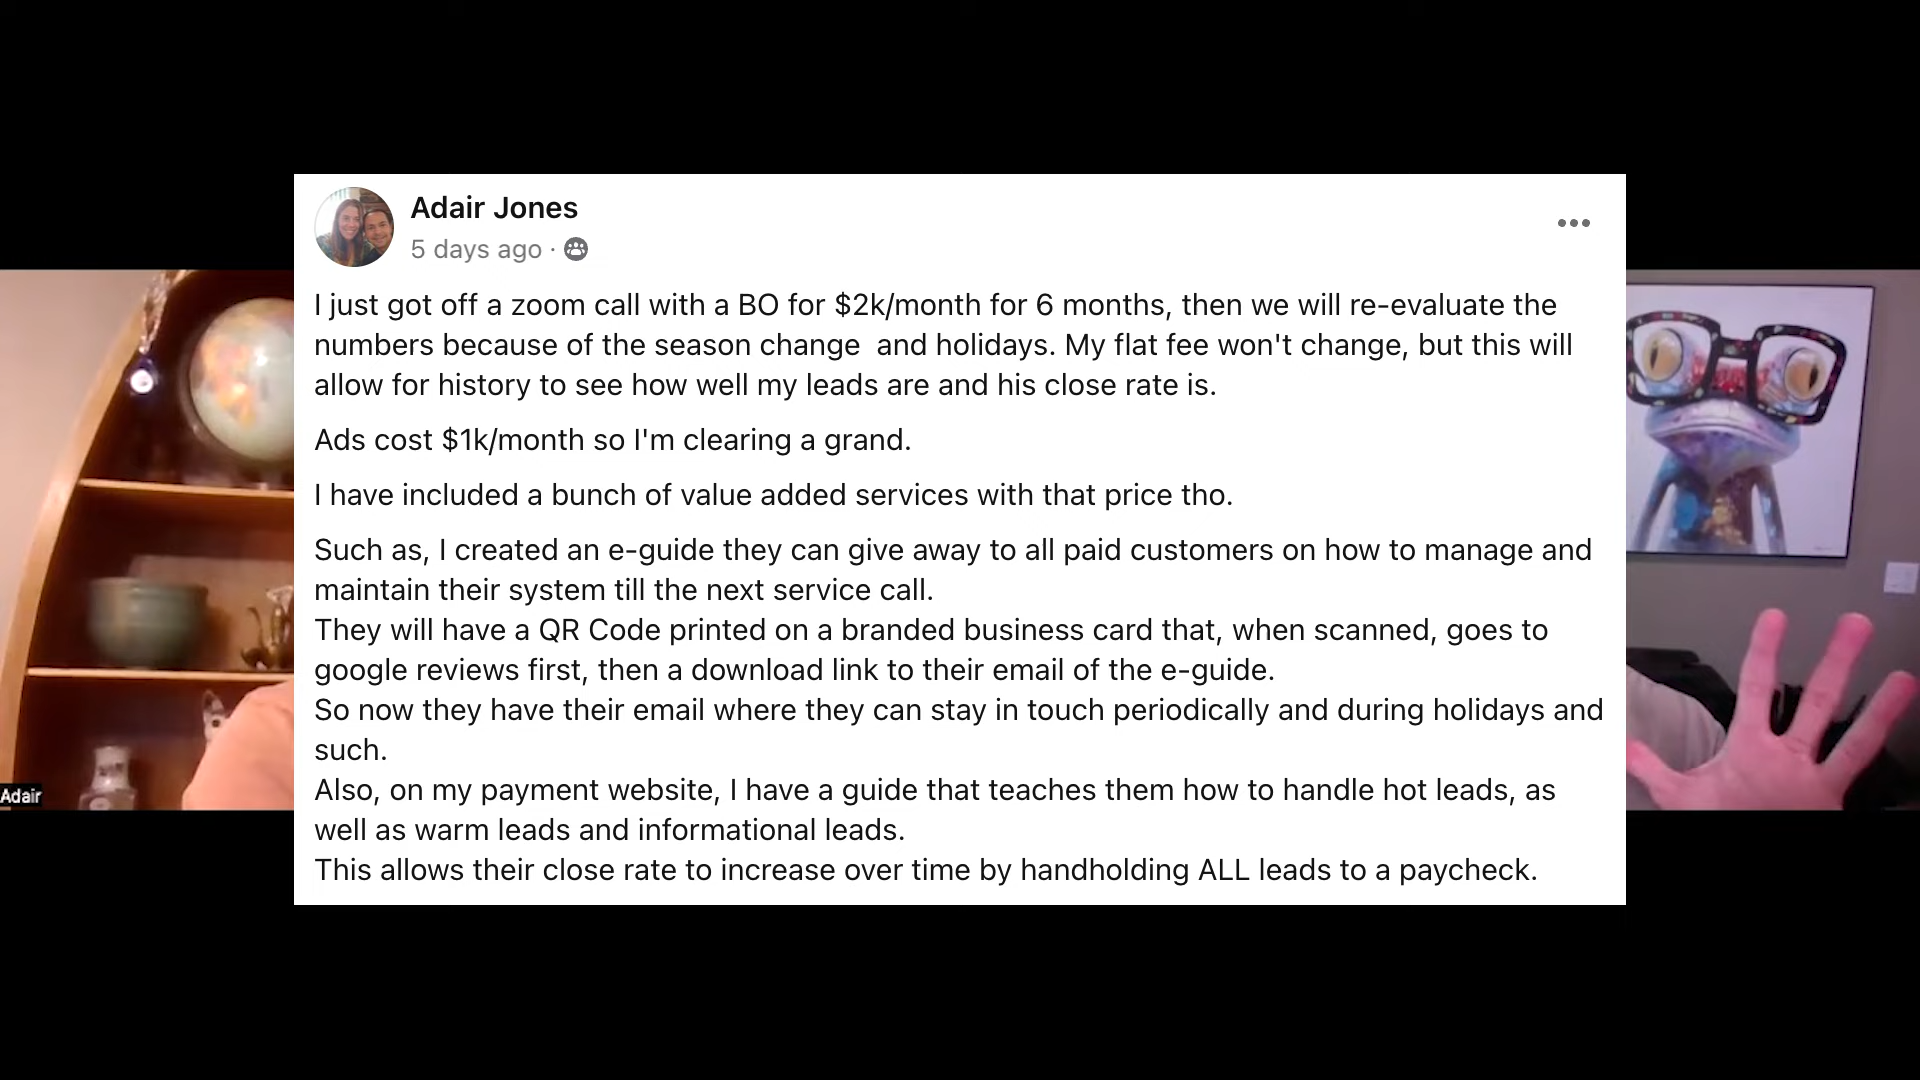 Adair Jones
5 days ago ·
I just got off a zoom call with a BO for $2k/month for 6 months, then we will re-evaluate the
numbers because of the season change  and holidays. My flat fee won't change, but this will
allow for history to see how well my leads are and his close rate is.
Ads cost $1k/month so I'm clearing a grand.
I have included a bunch of value added services with that price tho.
Such as, I created an e-guide they can give away to all paid customers on how to manage and
maintain their system till the next service call.
They will have a QR Code printed on a branded business card that, when scanned, goes to
google reviews first, then a download link to their email of the e-guide.
So now they have their email where they can stay in touch periodically and during holidays and
such.
Also, on my payment website, I have a guide that teaches them how to handle hot leads, as
well as warm leads and informational leads.
This allows their close rate to increase over time by handholding ALL leads to a paycheck.
Adair